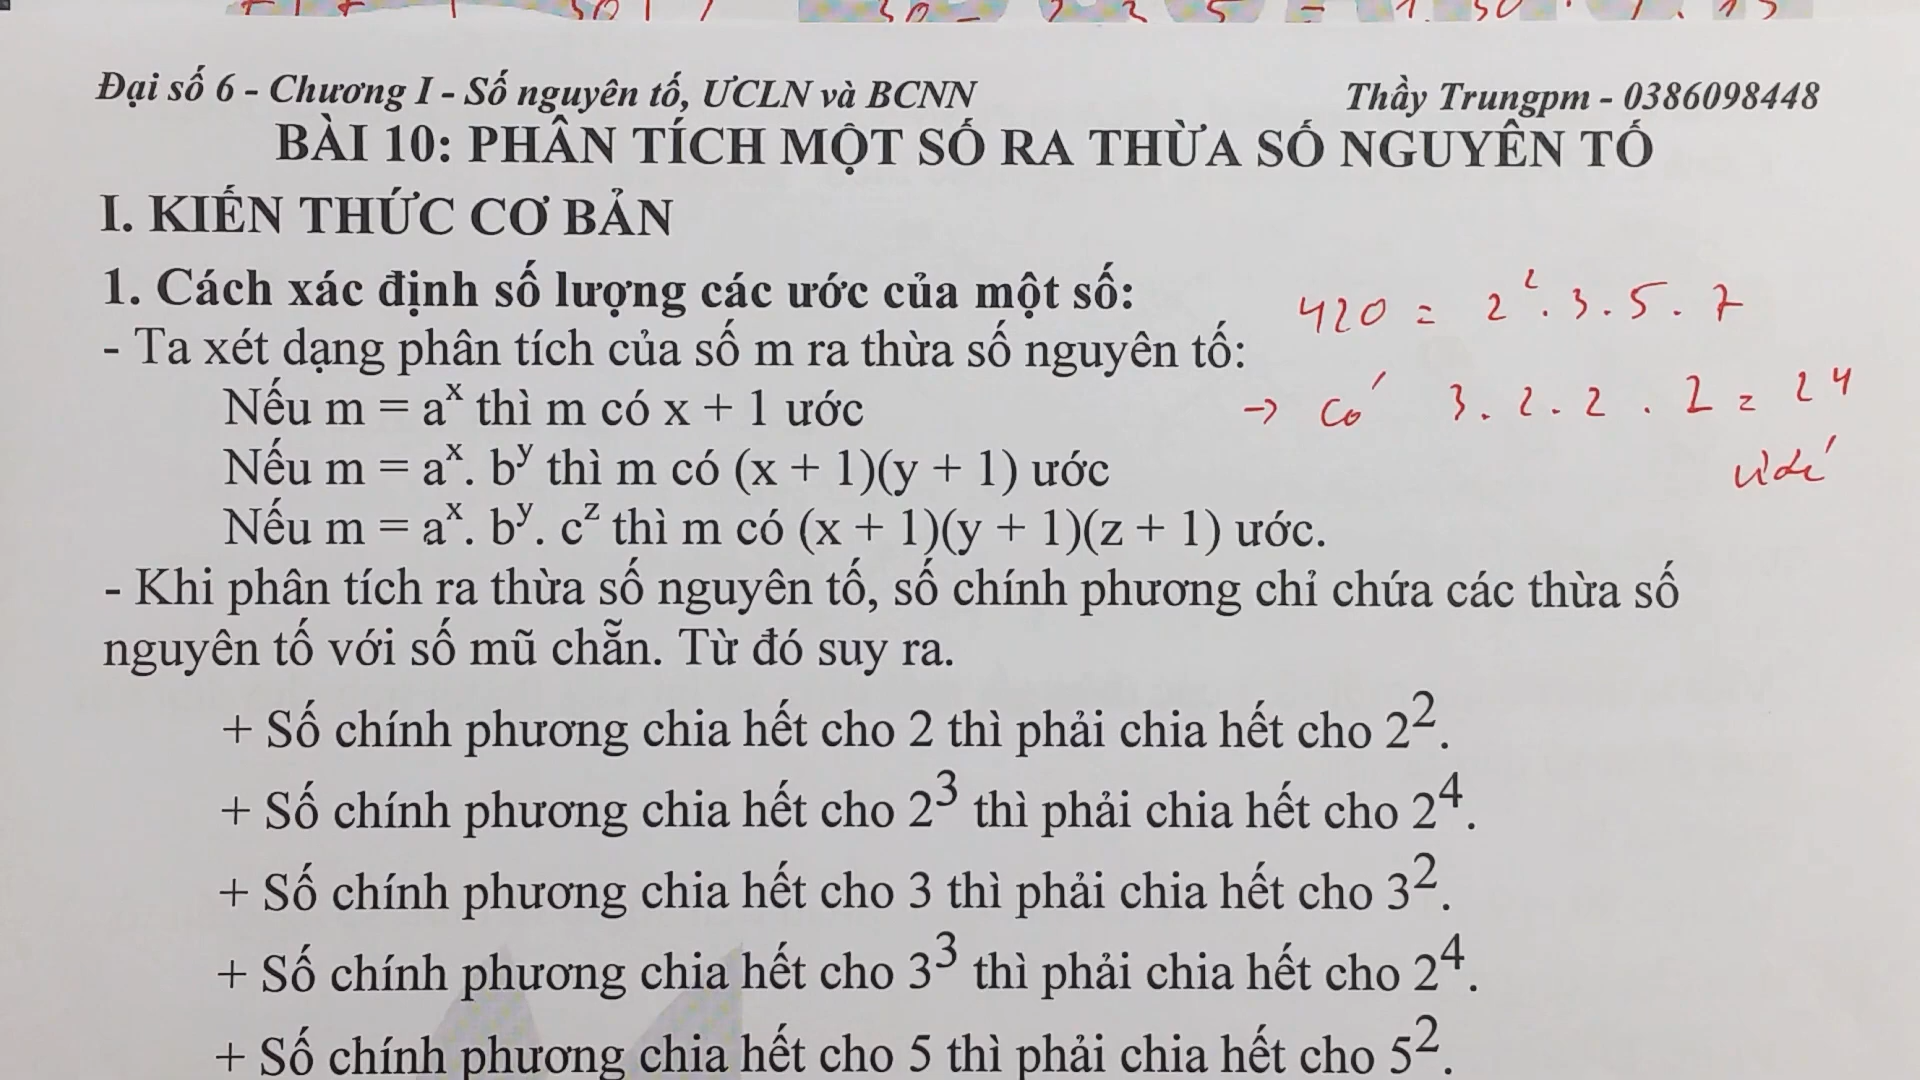 Đại số 6 - Chương I - Số nguyên tố, ƯCLN và BCNN Thầy Trungpm - 0386098448
BÀI 10: PHÂN TÍCH MỘT SỐ RA THỪA SỐ NGUYÊN TỐ
I. KIẾN THỨC CƠ BẢN
1. Cách xác định số lượng các ước của một số:
420 = 2². 3. 5. 7
- Ta xét dạng phân tích của số m ra thừa số nguyên tố:
Nếu m = aˣ thì m có x + 1 ước
→ có 3. 2. 2. 2 = 24
Nếu m = aˣ. bʸ thì m có (x + 1)(y + 1) ước
Nếu m = aˣ. bʸ. cᶻ thì m có (x + 1)(y + 1)(z + 1) ước.
- Khi phân tích ra thừa số nguyên tố, số chính phương chỉ chứa các thừa số
nguyên tố với số mũ chẵn. Từ đó suy ra.
+ Số chính phương chia hết cho 2 thì phải chia hết cho 2².
+ Số chính phương chia hết cho 2³ thì phải chia hết cho 2⁴.
+ Số chính phương chia hết cho 3 thì phải chia hết cho 3².
+ Số chính phương chia hết cho 3³ thì phải chia hết cho 2⁴.
+ Số chính phương chia hết cho 5 thì phải chia hết cho 5².